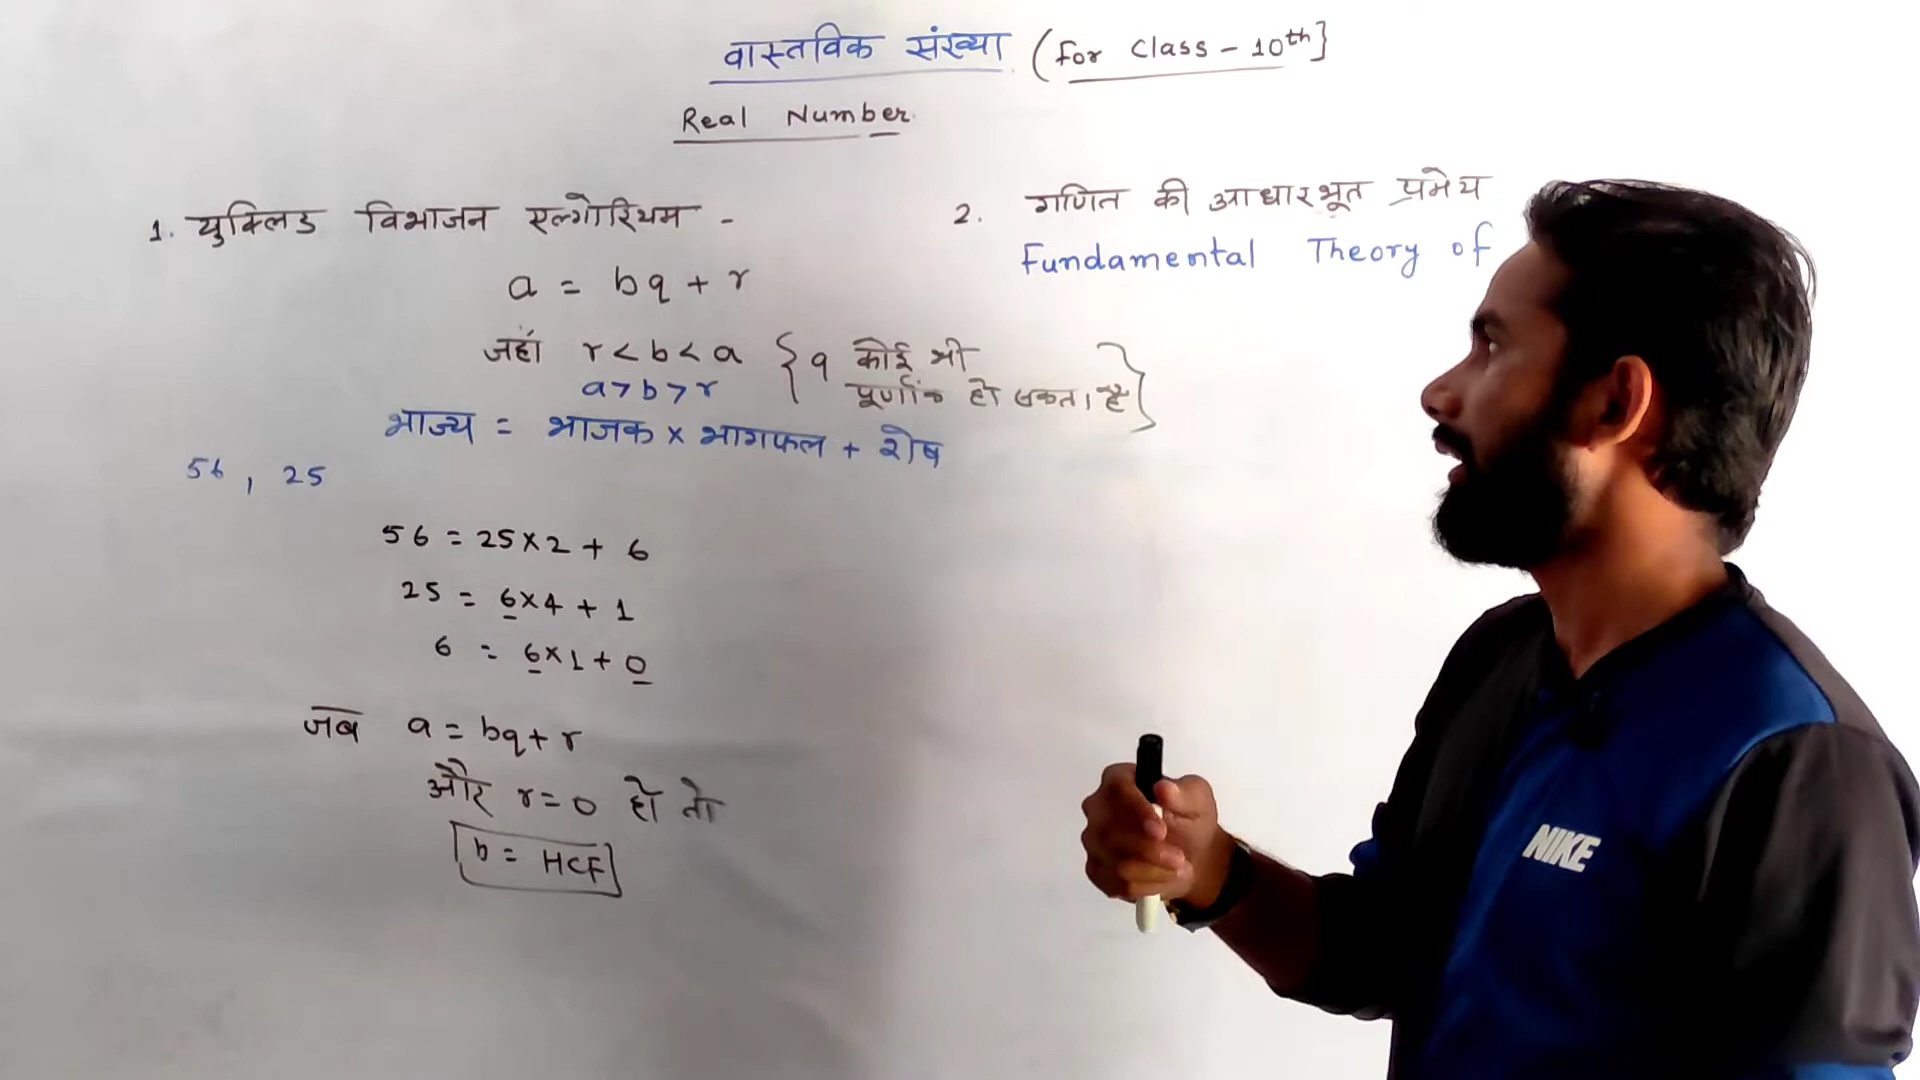 वास्तविक संख्या (For Class - 10th]
Real Number
1. युक्लिड विभाजन एल्गोरिथम -
a = bq + r
जहां r < b < a { q कोई भी
पूर्णांक हो सकता है }
a > b > r
भाज्य = भाजक × भागफल + शेष
56 , 25
56 = 25×2 + 6
25 = 6×4 + 1
6 = 6×1 + 0
जब a = bq + r
और r = 0 हो तो
b = HCF
2. गणित की आधारभूत प्रमेय
Fundamental Theory of
NIKE